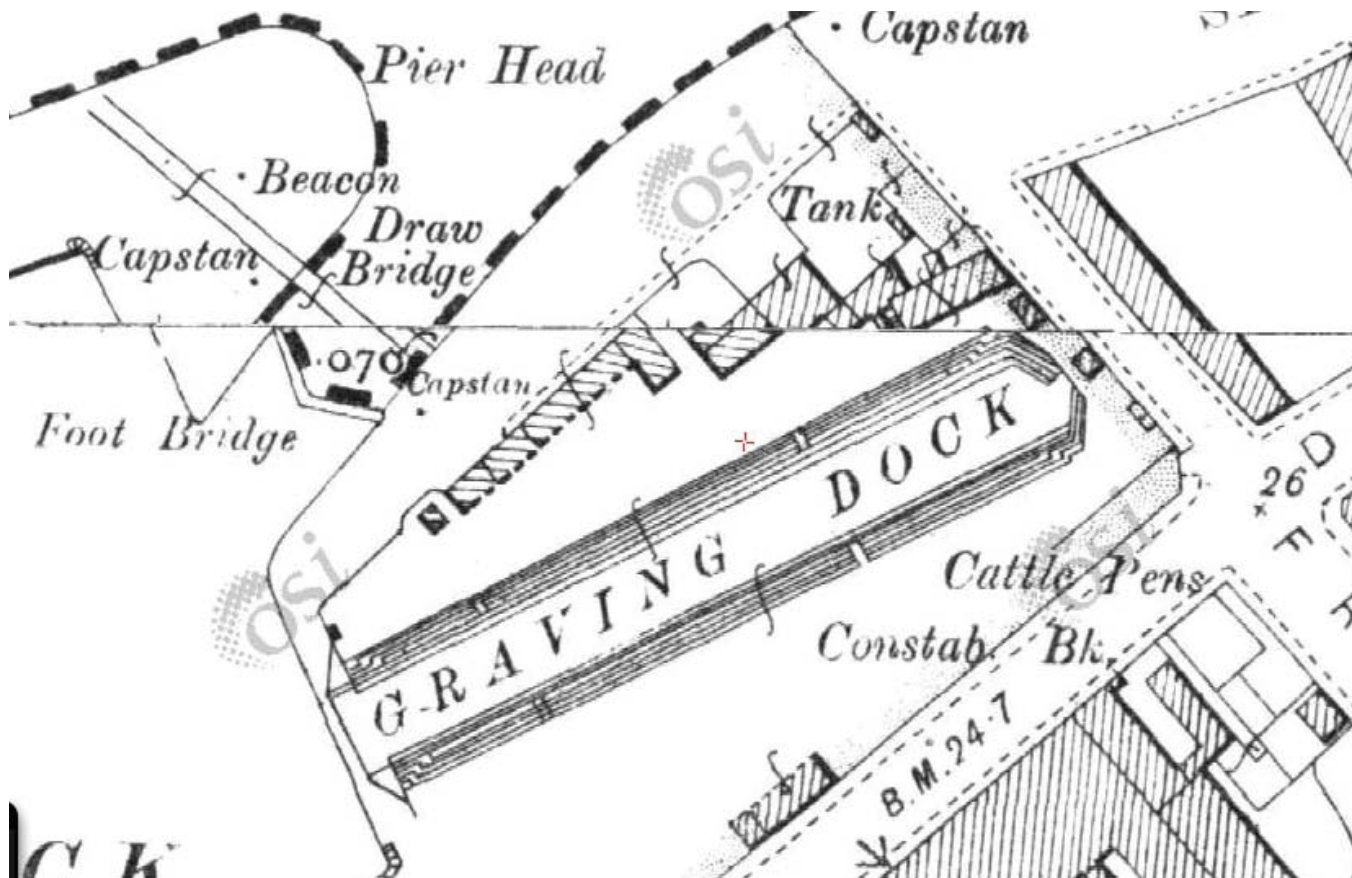 Capstan
Pier Head
osi
Beacon
Tank
Draw
Bridge
Capstan
.070
Capstan
Foot Bridge
GRAVING DOCK
26
osi
osi
Cattle Pens
Constab. Bk.
B.M. 24.7
CK